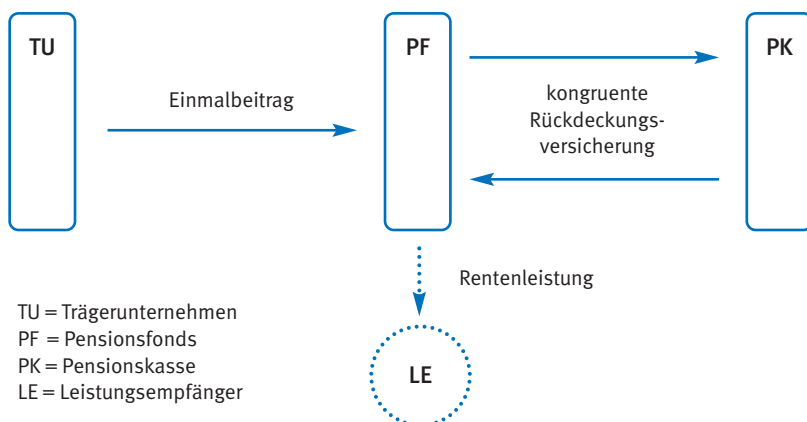 TU
PF
PK
Einmalbeitrag
kongruente
Rückdeckungs-
versicherung
Rentenleistung
TU = Trägerunternehmen
PF = Pensionsfonds
PK = Pensionskasse
LE = Leistungsempfänger
LE